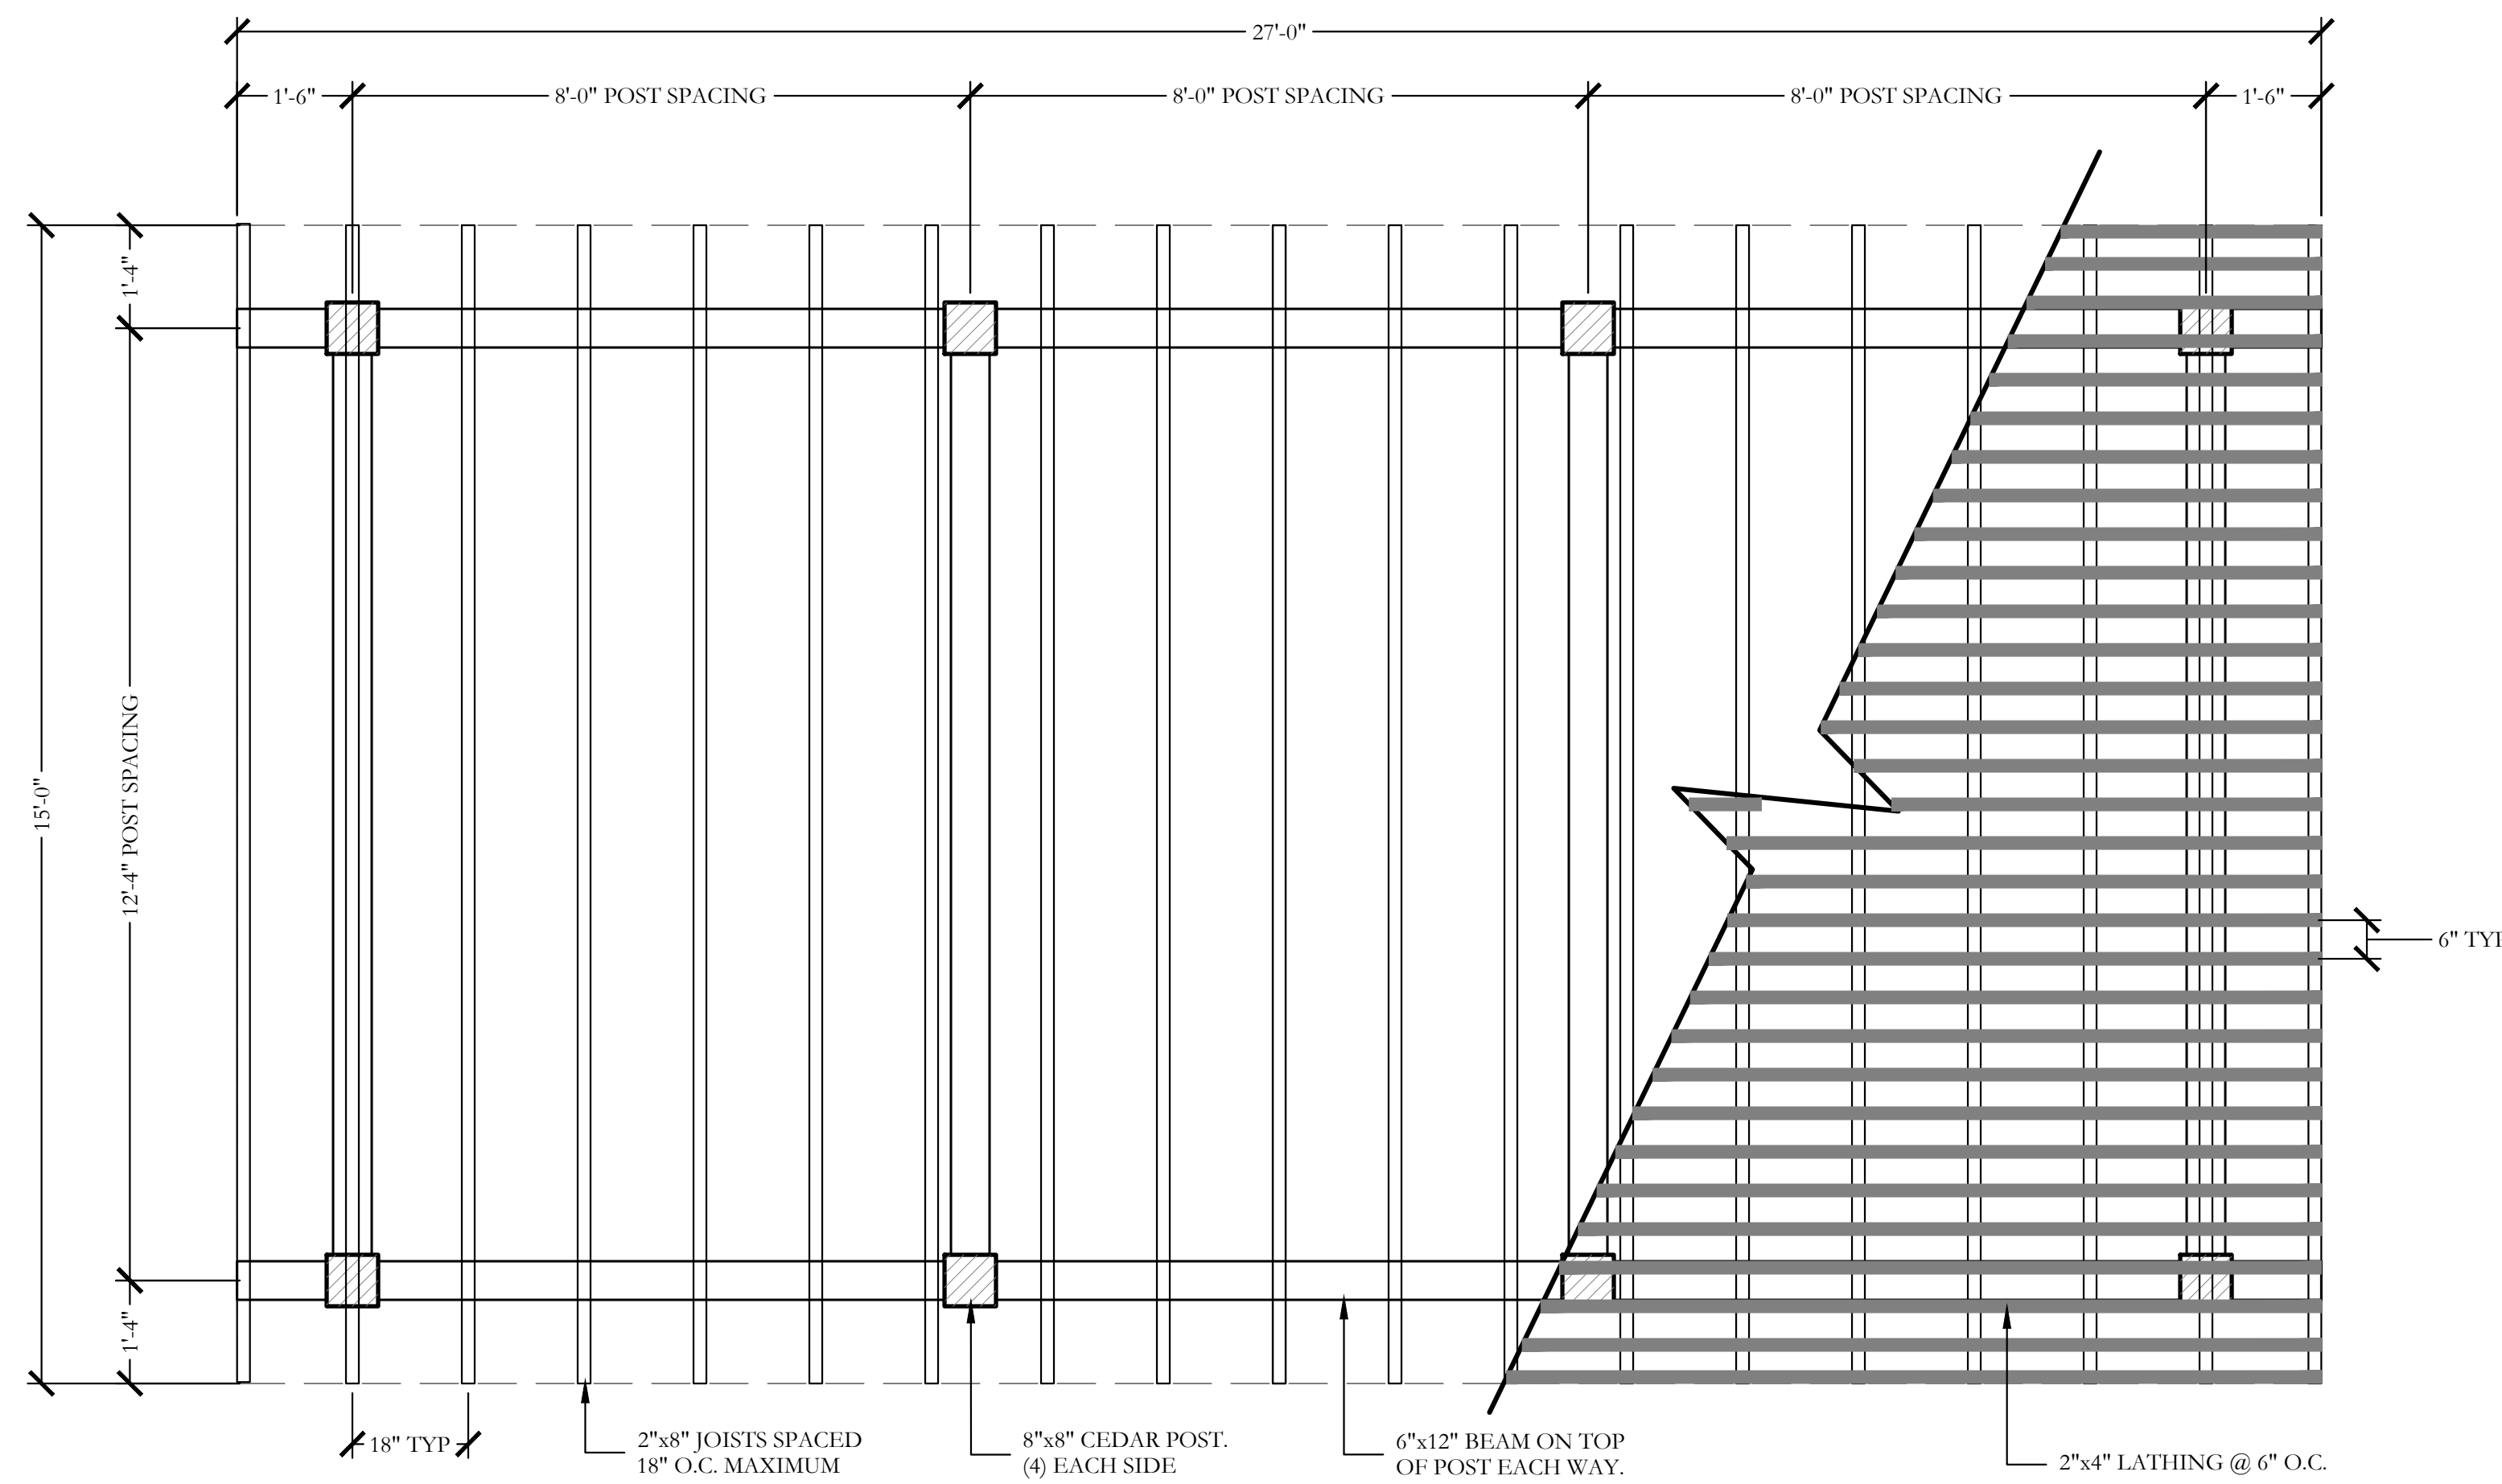 27'-0"
1'-6"
8'-0" POST SPACING
8'-0" POST SPACING
8'-0" POST SPACING
1'-6"
1'-4"
12'-4" POST SPACING
15'-0"
1'-4"
6" TYP
18" TYP
2"x8" JOISTS SPACED
18" O.C. MAXIMUM
8"x8" CEDAR POST.
(4) EACH SIDE
6"x12" BEAM ON TOP
OF POST EACH WAY.
2"x4" LATHING @ 6" O.C.